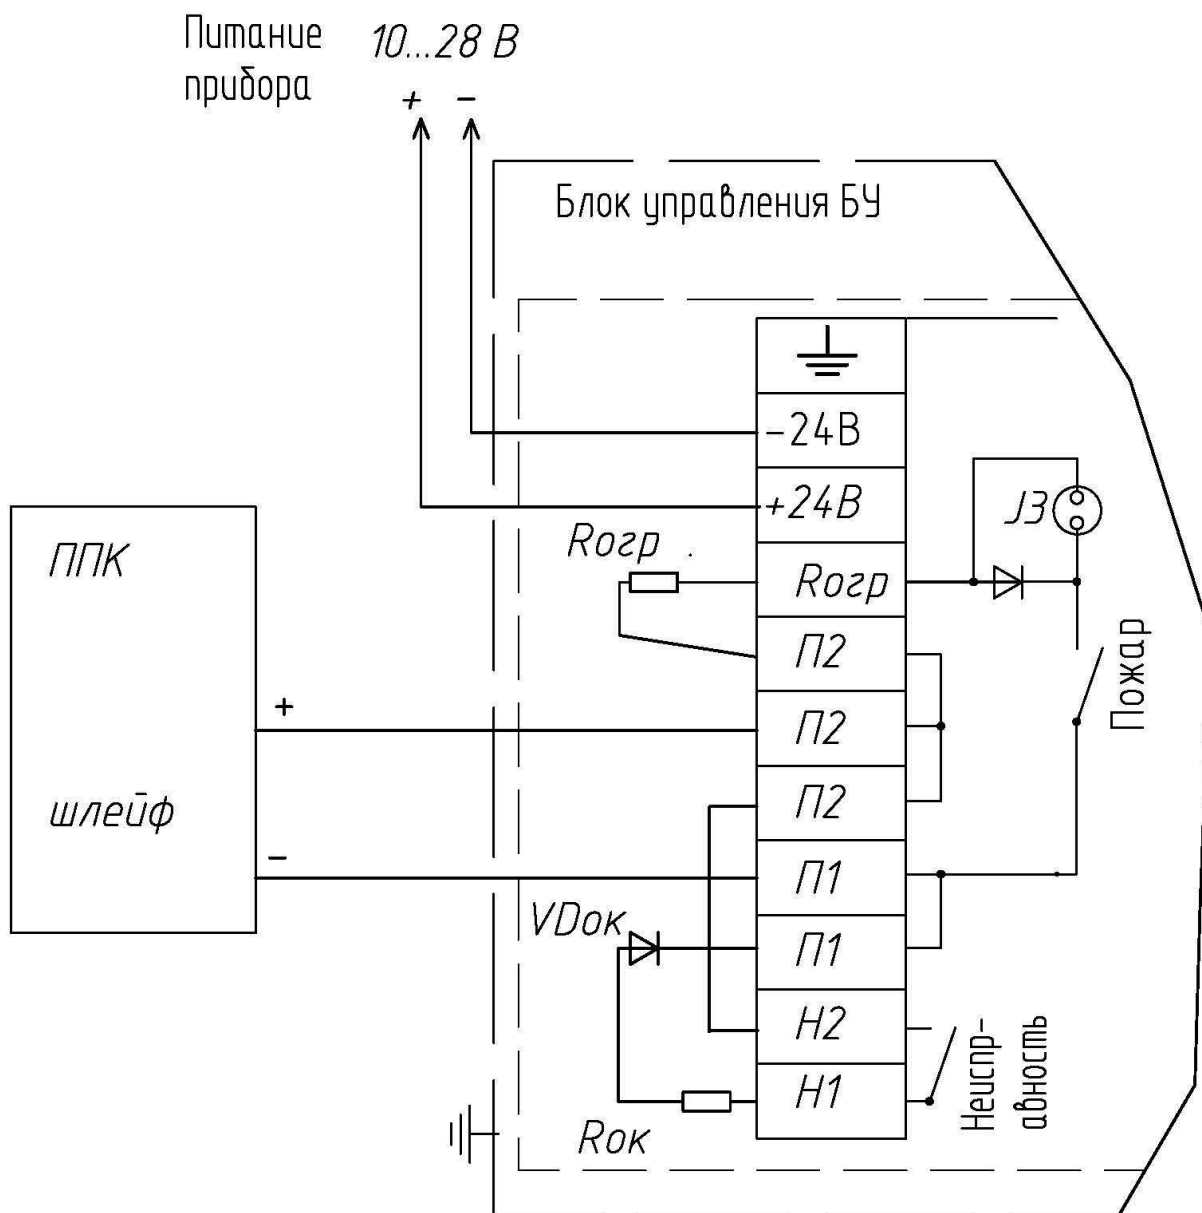 Питание 10...28 В
прибора
+ −
Блок управления БУ
-24В
+24В
J3
Rогр
Rогр
ППК
П2
Пожар
+
П2
шлейф
П2
−
П1
VDок
П1
Н2
Неиспр-
авность
Н1
Rок